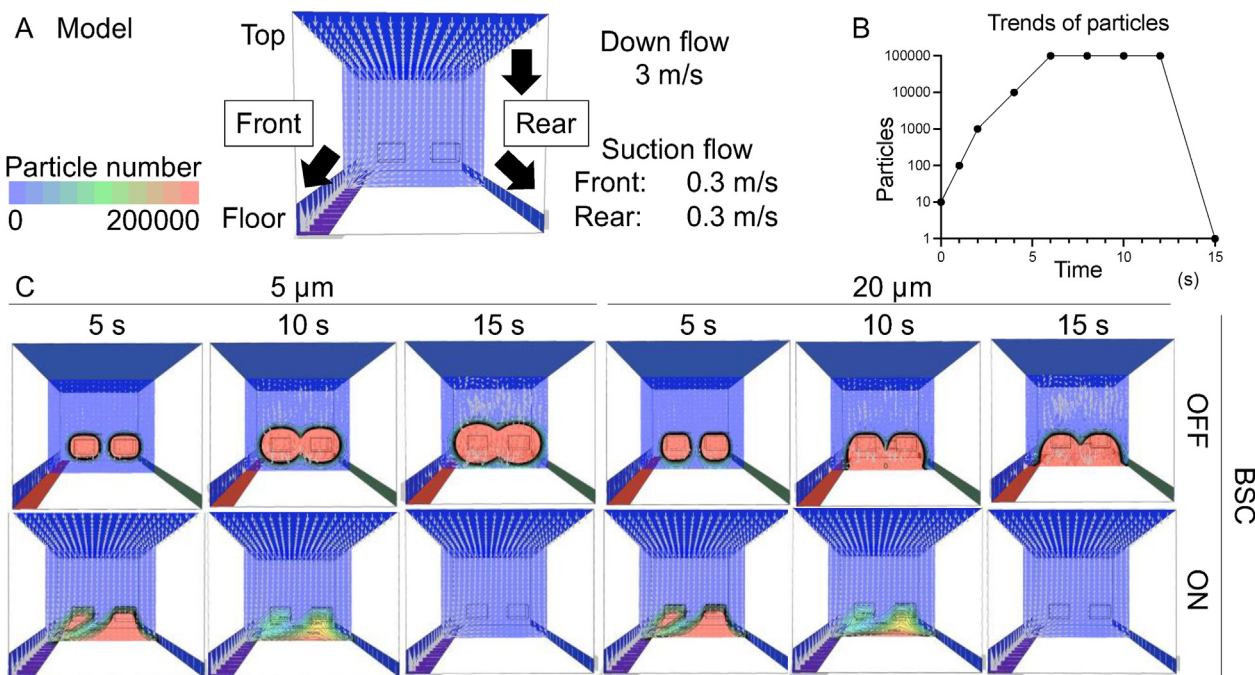 A Model
Top
Down flow
3 m/s
Front
Rear
Particle number
0 200000
Floor
Suction flow
Front: 0.3 m/s
Rear: 0.3 m/s
B
Trends of particles
Particles
100000
10000
1000
100
10
1
0 5 10 15
Time (s)
C
5 µm 20 µm
5 s 10 s 15 s 5 s 10 s 15 s
OFF
ON
BSC